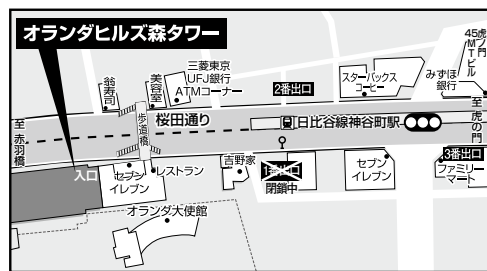 オランダヒルズ森タワー
翁寿司
美容室
三菱東京
UFJ銀行
ATMコーナー
2番出口
スターバックス
コーヒー
45MTビル
虎ノ門
みずほ
銀行
至
虎の門
至
赤羽橋
桜田通り
歩道橋
日比谷線神谷町駅
入口
セブン
イレブン
レストラン
吉野家
1番出口
閉鎖中
セブン
イレブン
3番出口
ファミリー
マート
オランダ大使館